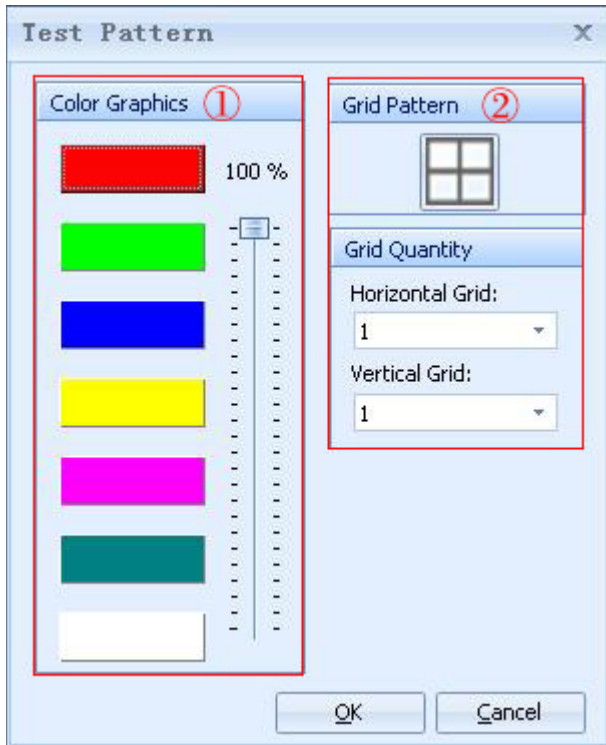 Test Pattern
Color Graphics ①
100 %
Grid Pattern ②
Grid Quantity
Horizontal Grid:
1
Vertical Grid:
1
OK
Cancel